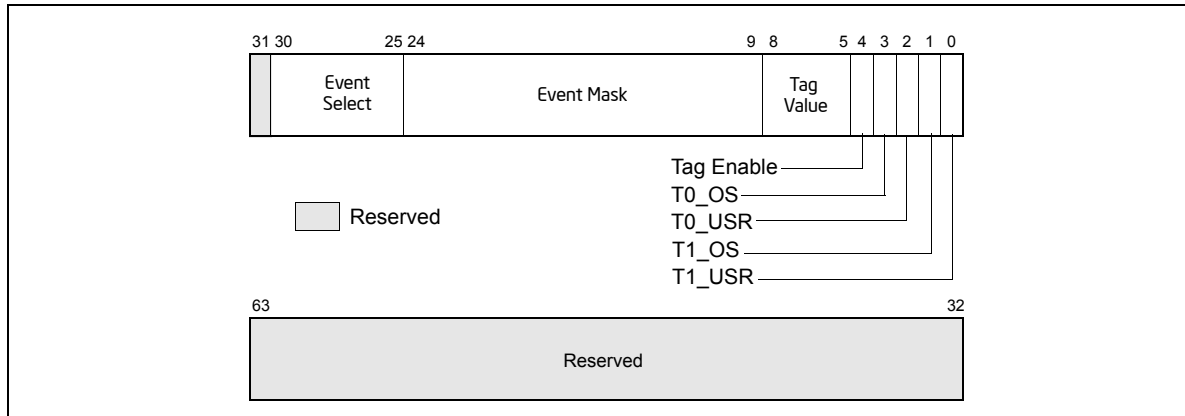 31 30 25 24 9 8 5 4 3 2 1 0
Event
Select
Event Mask
Tag
Value
Tag Enable
T0_OS
T0_USR
T1_OS
T1_USR
Reserved
63 32
Reserved